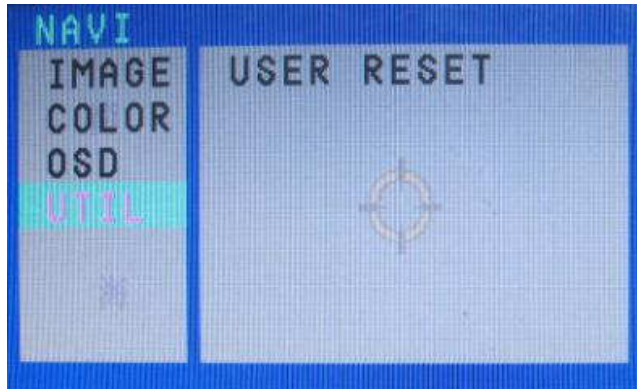 NAVI
IMAGE
COLOR
OSD
UTIL
USER RESET